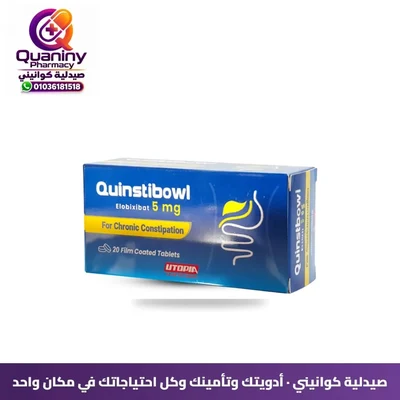 Quaniny
Pharmacy
صيدلية كوانيني
01036181518
Quinstibowl
Elobixibat 5 mg
For Chronic Constipation
20 Film Coated Tablets
UTOPIA
Quinstibowl
صيدلية كوانيني - أدويتك وتأمينك وكل احتياجاتك في مكان واحد